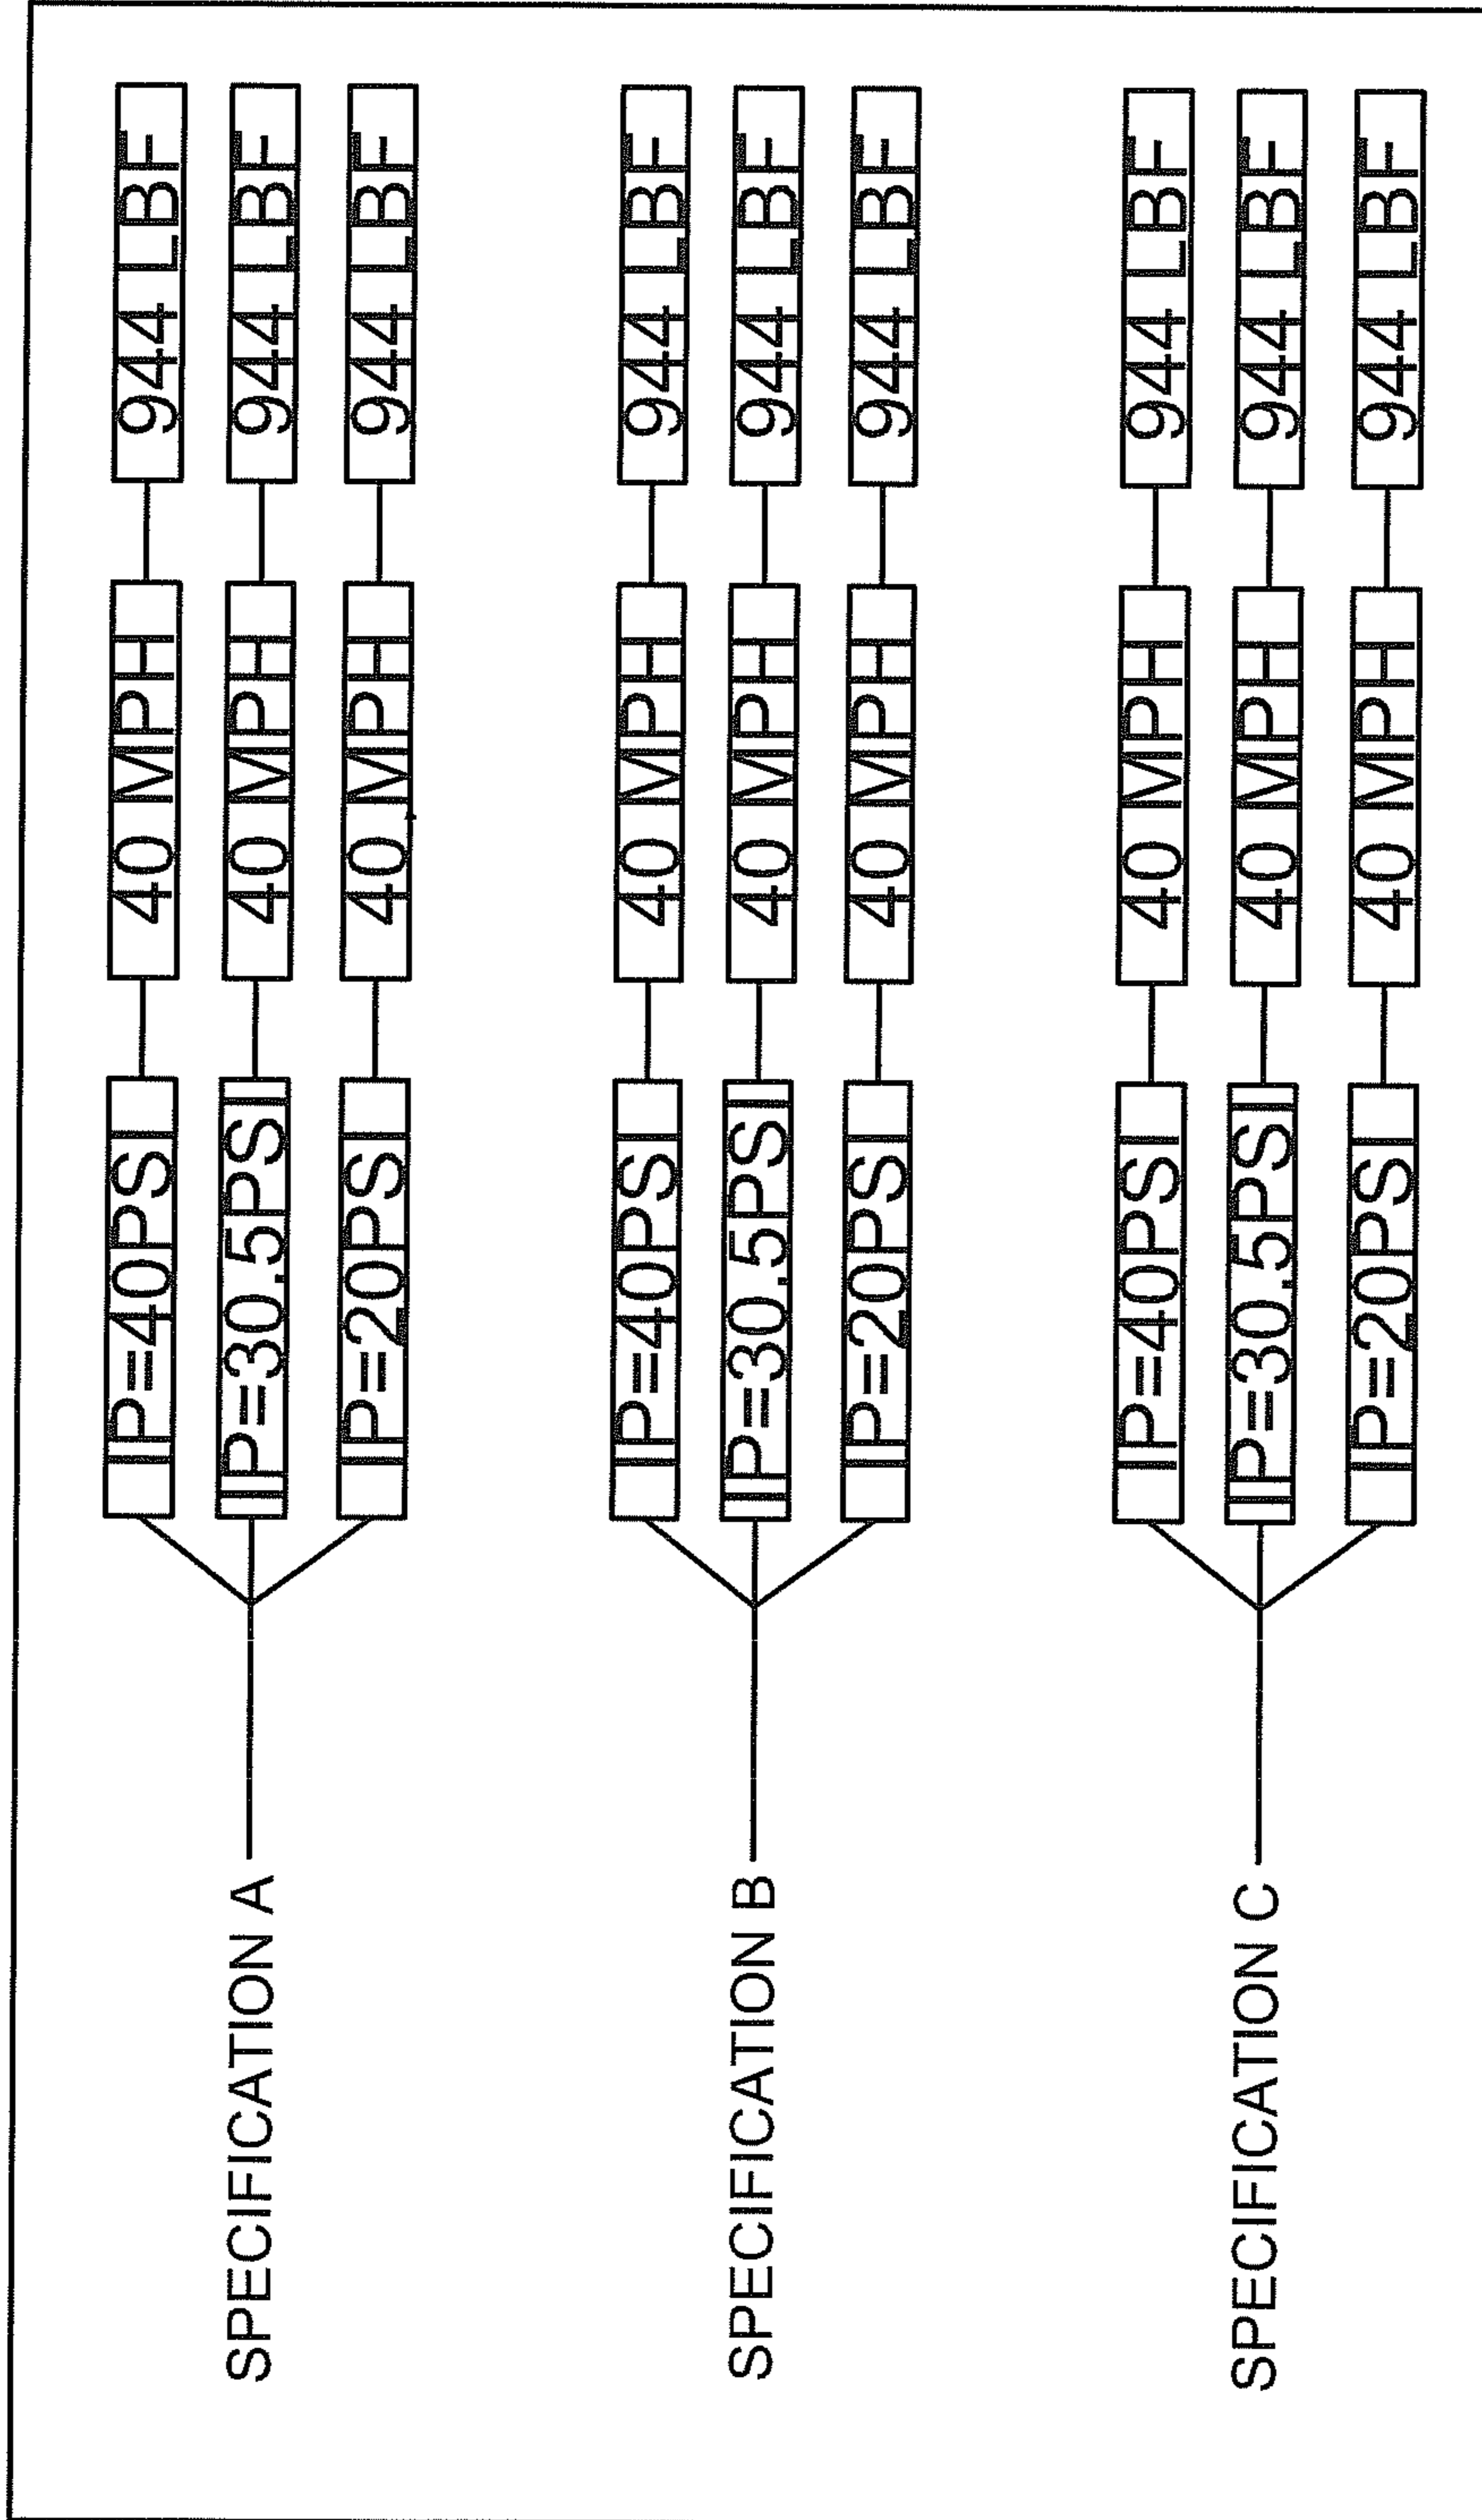 IP=40PSI 40 MPH 944 LBF
SPECIFICATION A IP=30.5PSI 40 MPH 944 LBF
IP=20PSI 40 MPH 944 LBF
IP=40PSI 40 MPH 944 LBF
SPECIFICATION B IP=30.5PSI 40 MPH 944 LBF
IP=20PSI 40 MPH 944 LBF
IP=40PSI 40 MPH 944 LBF
SPECIFICATION C IP=30.5PSI 40 MPH 944 LBF
IP=20PSI 40 MPH 944 LBF